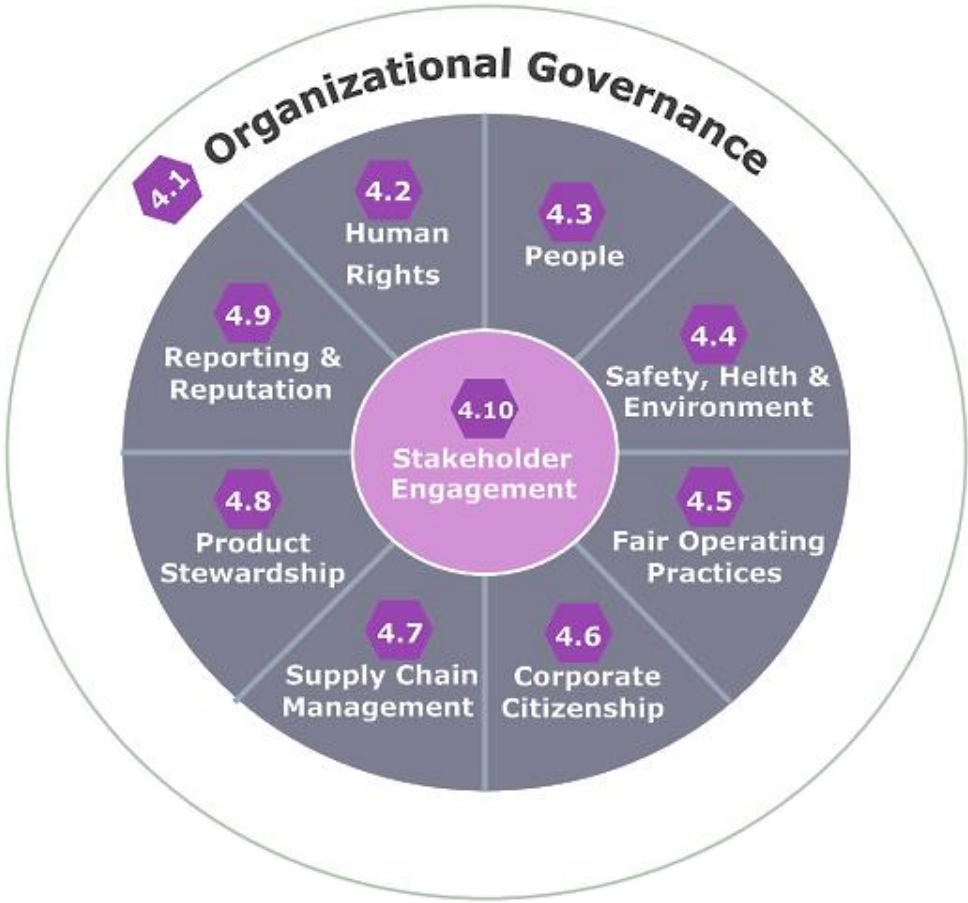 4.1 Organizational Governance
4.2
Human
Rights
4.3
People
4.4
Safety, Helth &
Environment
4.5
Fair Operating
Practices
4.6
Corporate
Citizenship
4.7
Supply Chain
Management
4.8
Product
Stewardship
4.9
Reporting &
Reputation
4.10
Stakeholder
Engagement